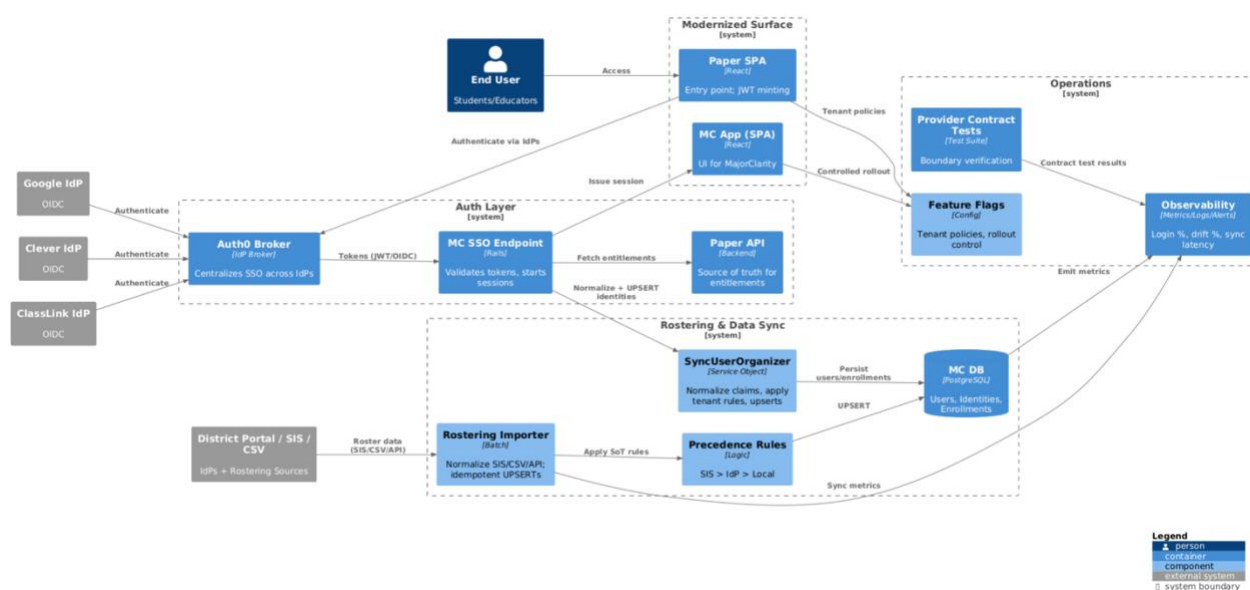 Modernized Surface
[system]
End User
Students/Educators
Access
Paper SPA
[React]
Entry point; JWT minting
MC App (SPA)
[React]
UI for MajorClarity
Tenant policies
Controlled rollout
Authenticate via IdPs
Issue session
Operations
[system]
Provider Contract
Tests
[Test Suite]
Boundary verification
Contract test results
Feature Flags
[Config]
Tenant policies, rollout
control
Observability
[Metrics/Logs/Alerts]
Login %, drift %, sync
latency
Emit metrics
Google IdP
OIDC
Authenticate
Clever IdP
OIDC
Authenticate
ClassLink IdP
OIDC
Authenticate
Auth Layer
[system]
Auth0 Broker
[IdP Broker]
Centralizes SSO across IdPs
Tokens (JWT/OIDC)
MC SSO Endpoint
[Rails]
Validates tokens, starts
sessions
Fetch entitlements
Paper API
[Backend]
Source of truth for
entitlements
Normalize + UPSERT
identities
Rostering & Data Sync
[system]
SyncUserOrganizer
[Service Object]
Normalize claims, apply
tenant rules, upserts
Persist
users/enrollments
MC DB
[PostgreSQL]
Users, Identities,
Enrollments
UPSERT
District Portal / SIS /
CSV
IdPs + Rostering Sources
Roster data
(SIS/CSV/API)
Rostering Importer
[Batch]
Normalize SIS/CSV/API;
idempotent UPSERTs
Apply SoT rules
Precedence Rules
[Logic]
SIS > IdP > Local
Sync metrics
Legend
person
container
component
external system
system boundary